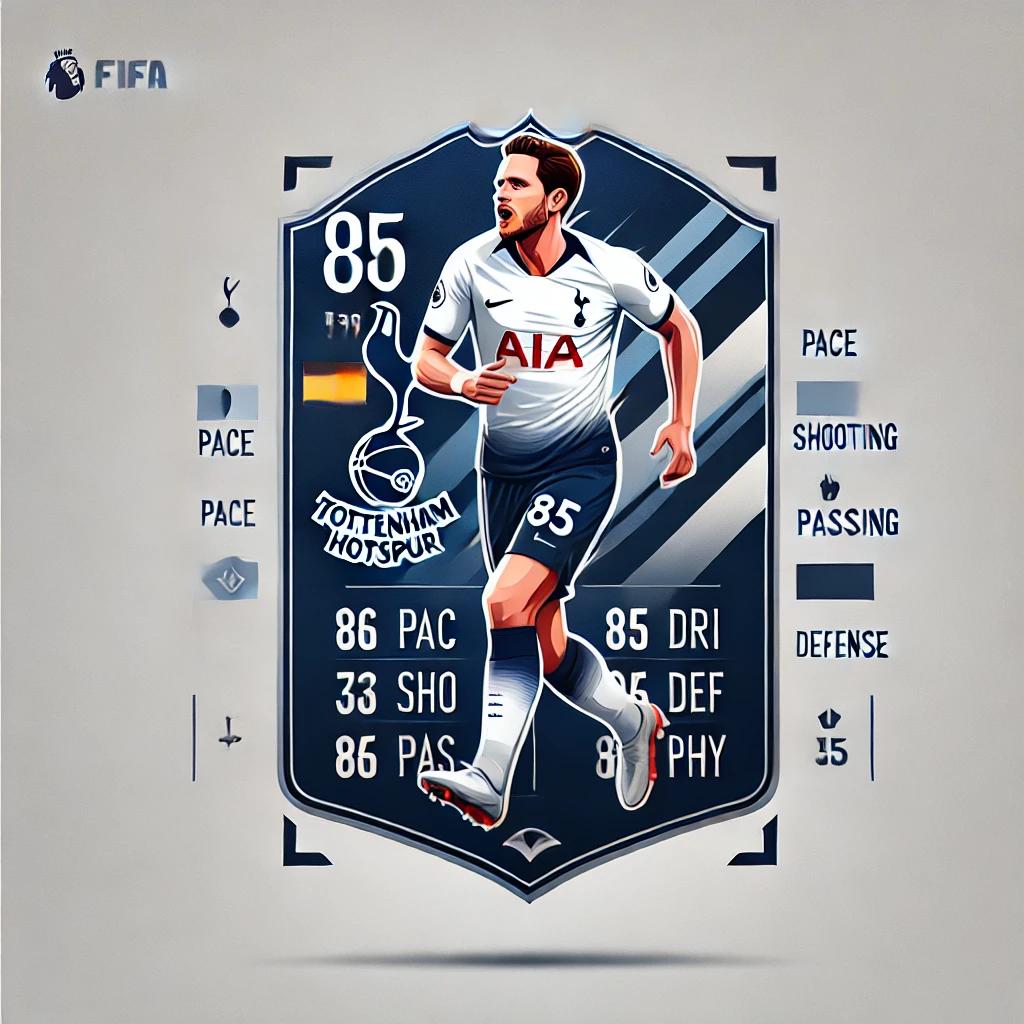 FIFA
85
AIA
85
TOTTENHAM
HOTSPUR
86 PAC
85 DRI
33 SHO
DEF
86 PAS
PHY
PACE
PACE
PACE
SHOOTING
PASSING
DEFENSE